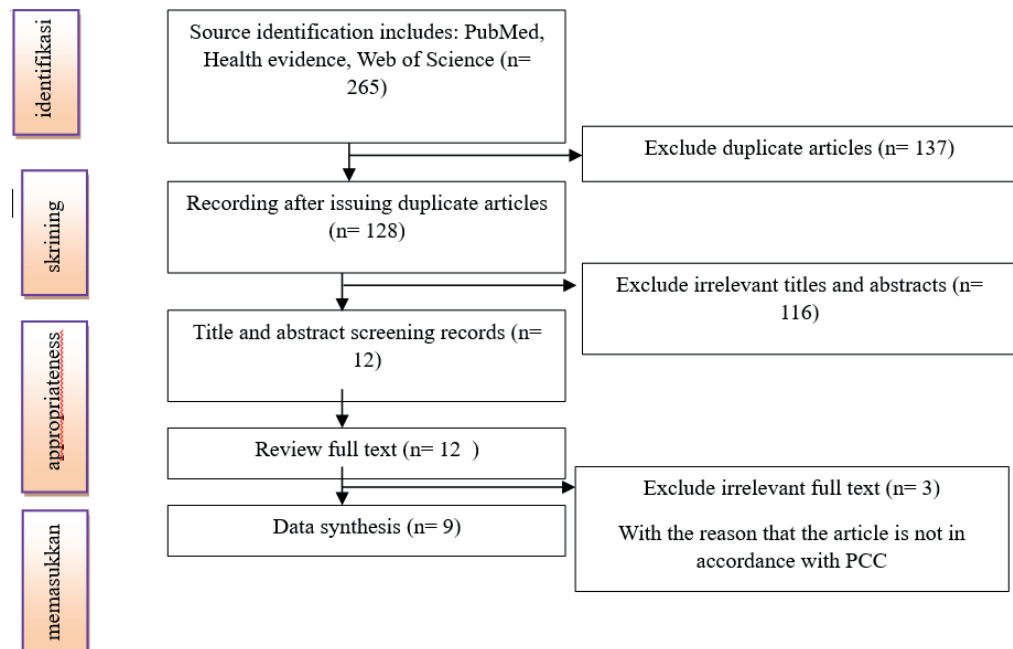 identifikasi
Source identification includes: PubMed,
Health evidence, Web of Science (n=
265)
Exclude duplicate articles (n= 137)
skrining
Recording after issuing duplicate articles
(n= 128)
Exclude irrelevant titles and abstracts (n=
116)
Title and abstract screening records (n=
12)
appropriateness
Review full text (n= 12 )
Exclude irrelevant full text (n= 3)
With the reason that the article is not in
accordance with PCC
Data synthesis (n= 9)
memasukkan